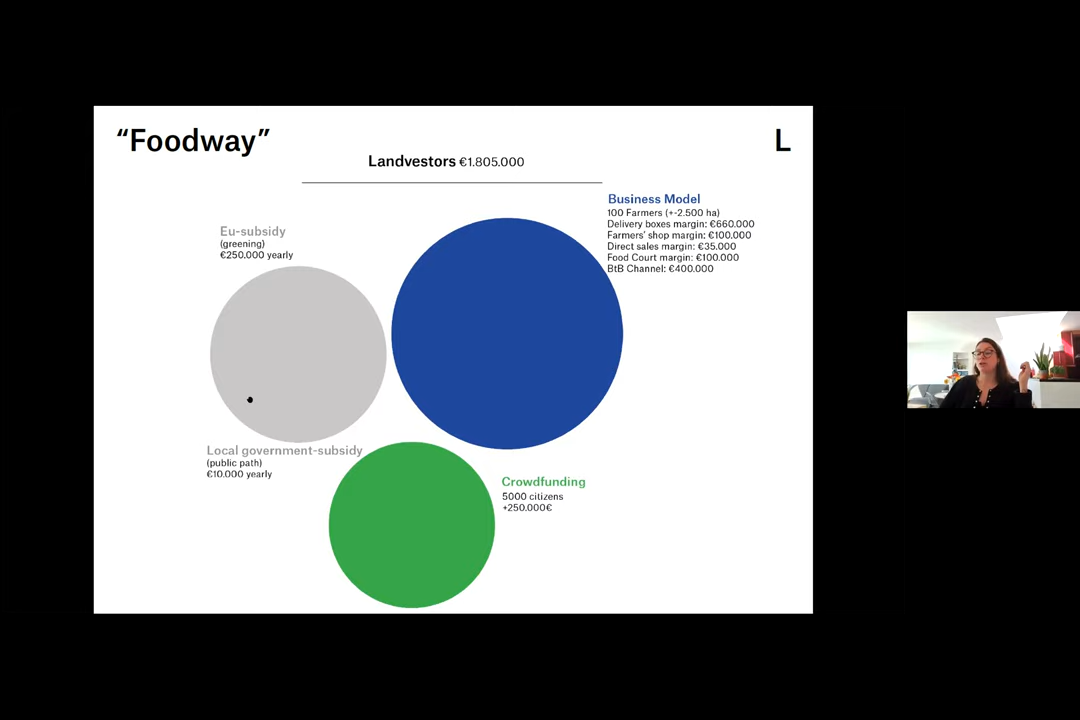 “Foodway”
L
Landvestors €1.805.000
Business Model
100 Farmers (+-2.500 ha)
Delivery boxes margin: €660.000
Farmers’ shop margin: €100.000
Direct sales margin: €35.000
Food Court margin: €100.000
BtB Channel: €400.000
Eu-subsidy
(greening)
€250.000 yearly
Local government-subsidy
(public path)
€10.000 yearly
Crowdfunding
5000 citizens
+250.000€